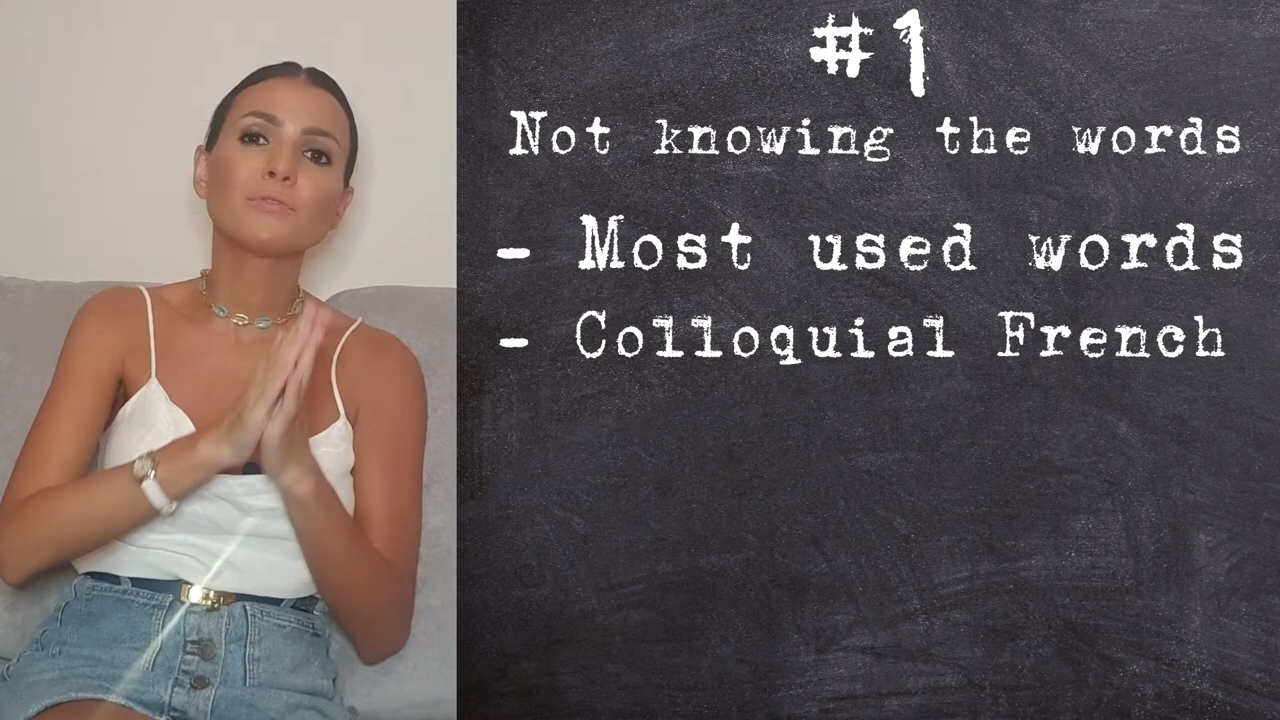 #1
Not knowing the words
- Most used words
- Colloquial French